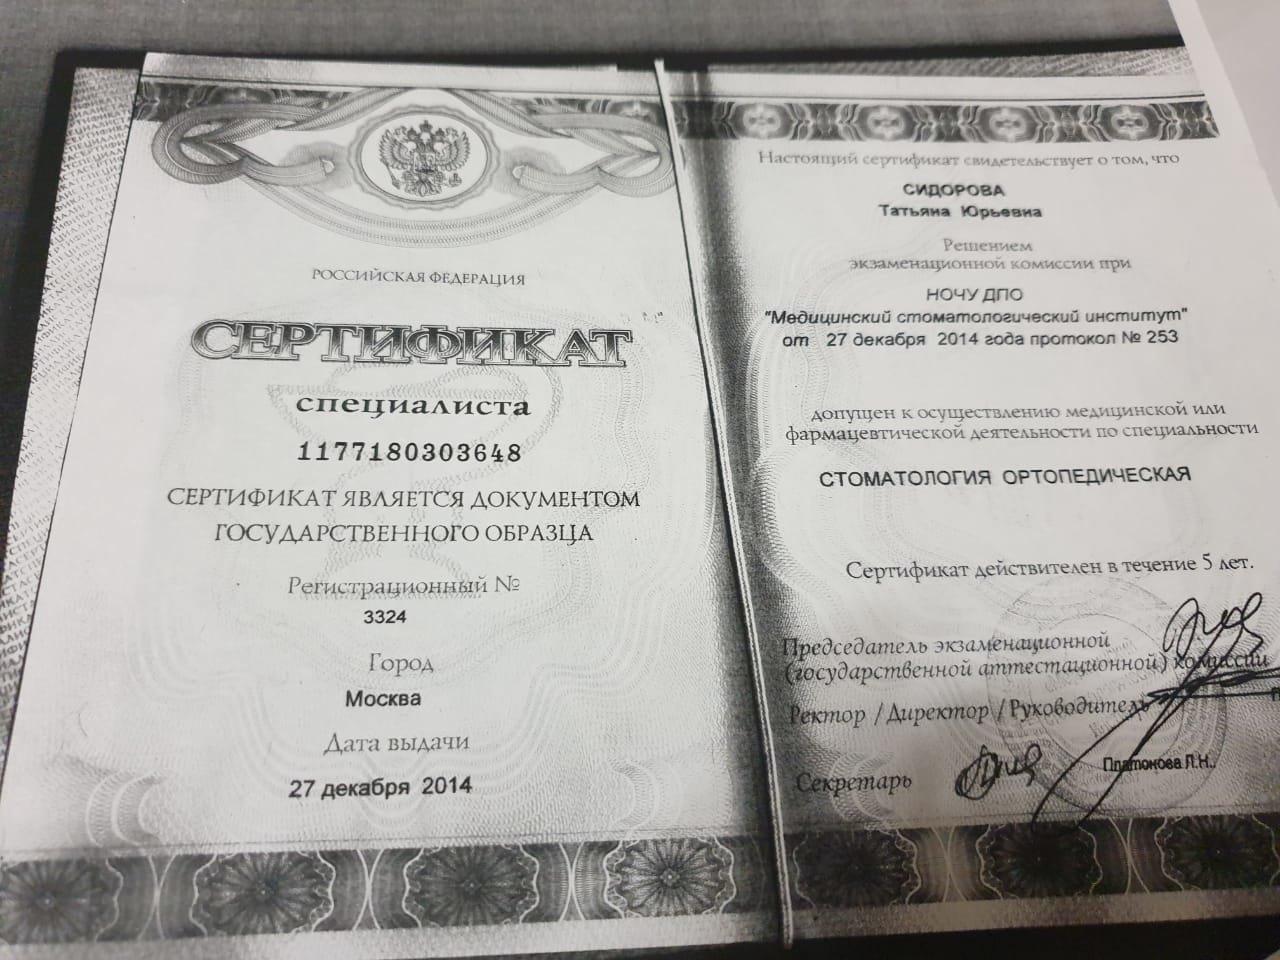 РОССИЙСКАЯ ФЕДЕРАЦИЯ
СЕРТИФИКАТ
специалиста
1177180303648
СЕРТИФИКАТ ЯВЛЯЕТСЯ ДОКУМЕНТОМ
ГОСУДАРСТВЕННОГО ОБРАЗЦА
Регистрационный №
3324
Город
Москва
Дата выдачи
27 декабря 2014
Настоящий сертификат свидетельствует о том, что
СИДОРОВА
Татьяна Юрьевна
Решением
экзаменационной комиссии при
НОЧУ ДПО
"Медицинский стоматологический институт"
от 27 декабря 2014 года протокол № 253
допущен к осуществлению медицинской или
фармацевтической деятельности по специальности
СТОМАТОЛОГИЯ ОРТОПЕДИЧЕСКАЯ
Сертификат действителен в течение 5 лет.
Председатель экзаменационной
(государственной аттестационной) комиссии
Ректор /Директор /Руководитель
Секретарь
Платонова Л.Н.